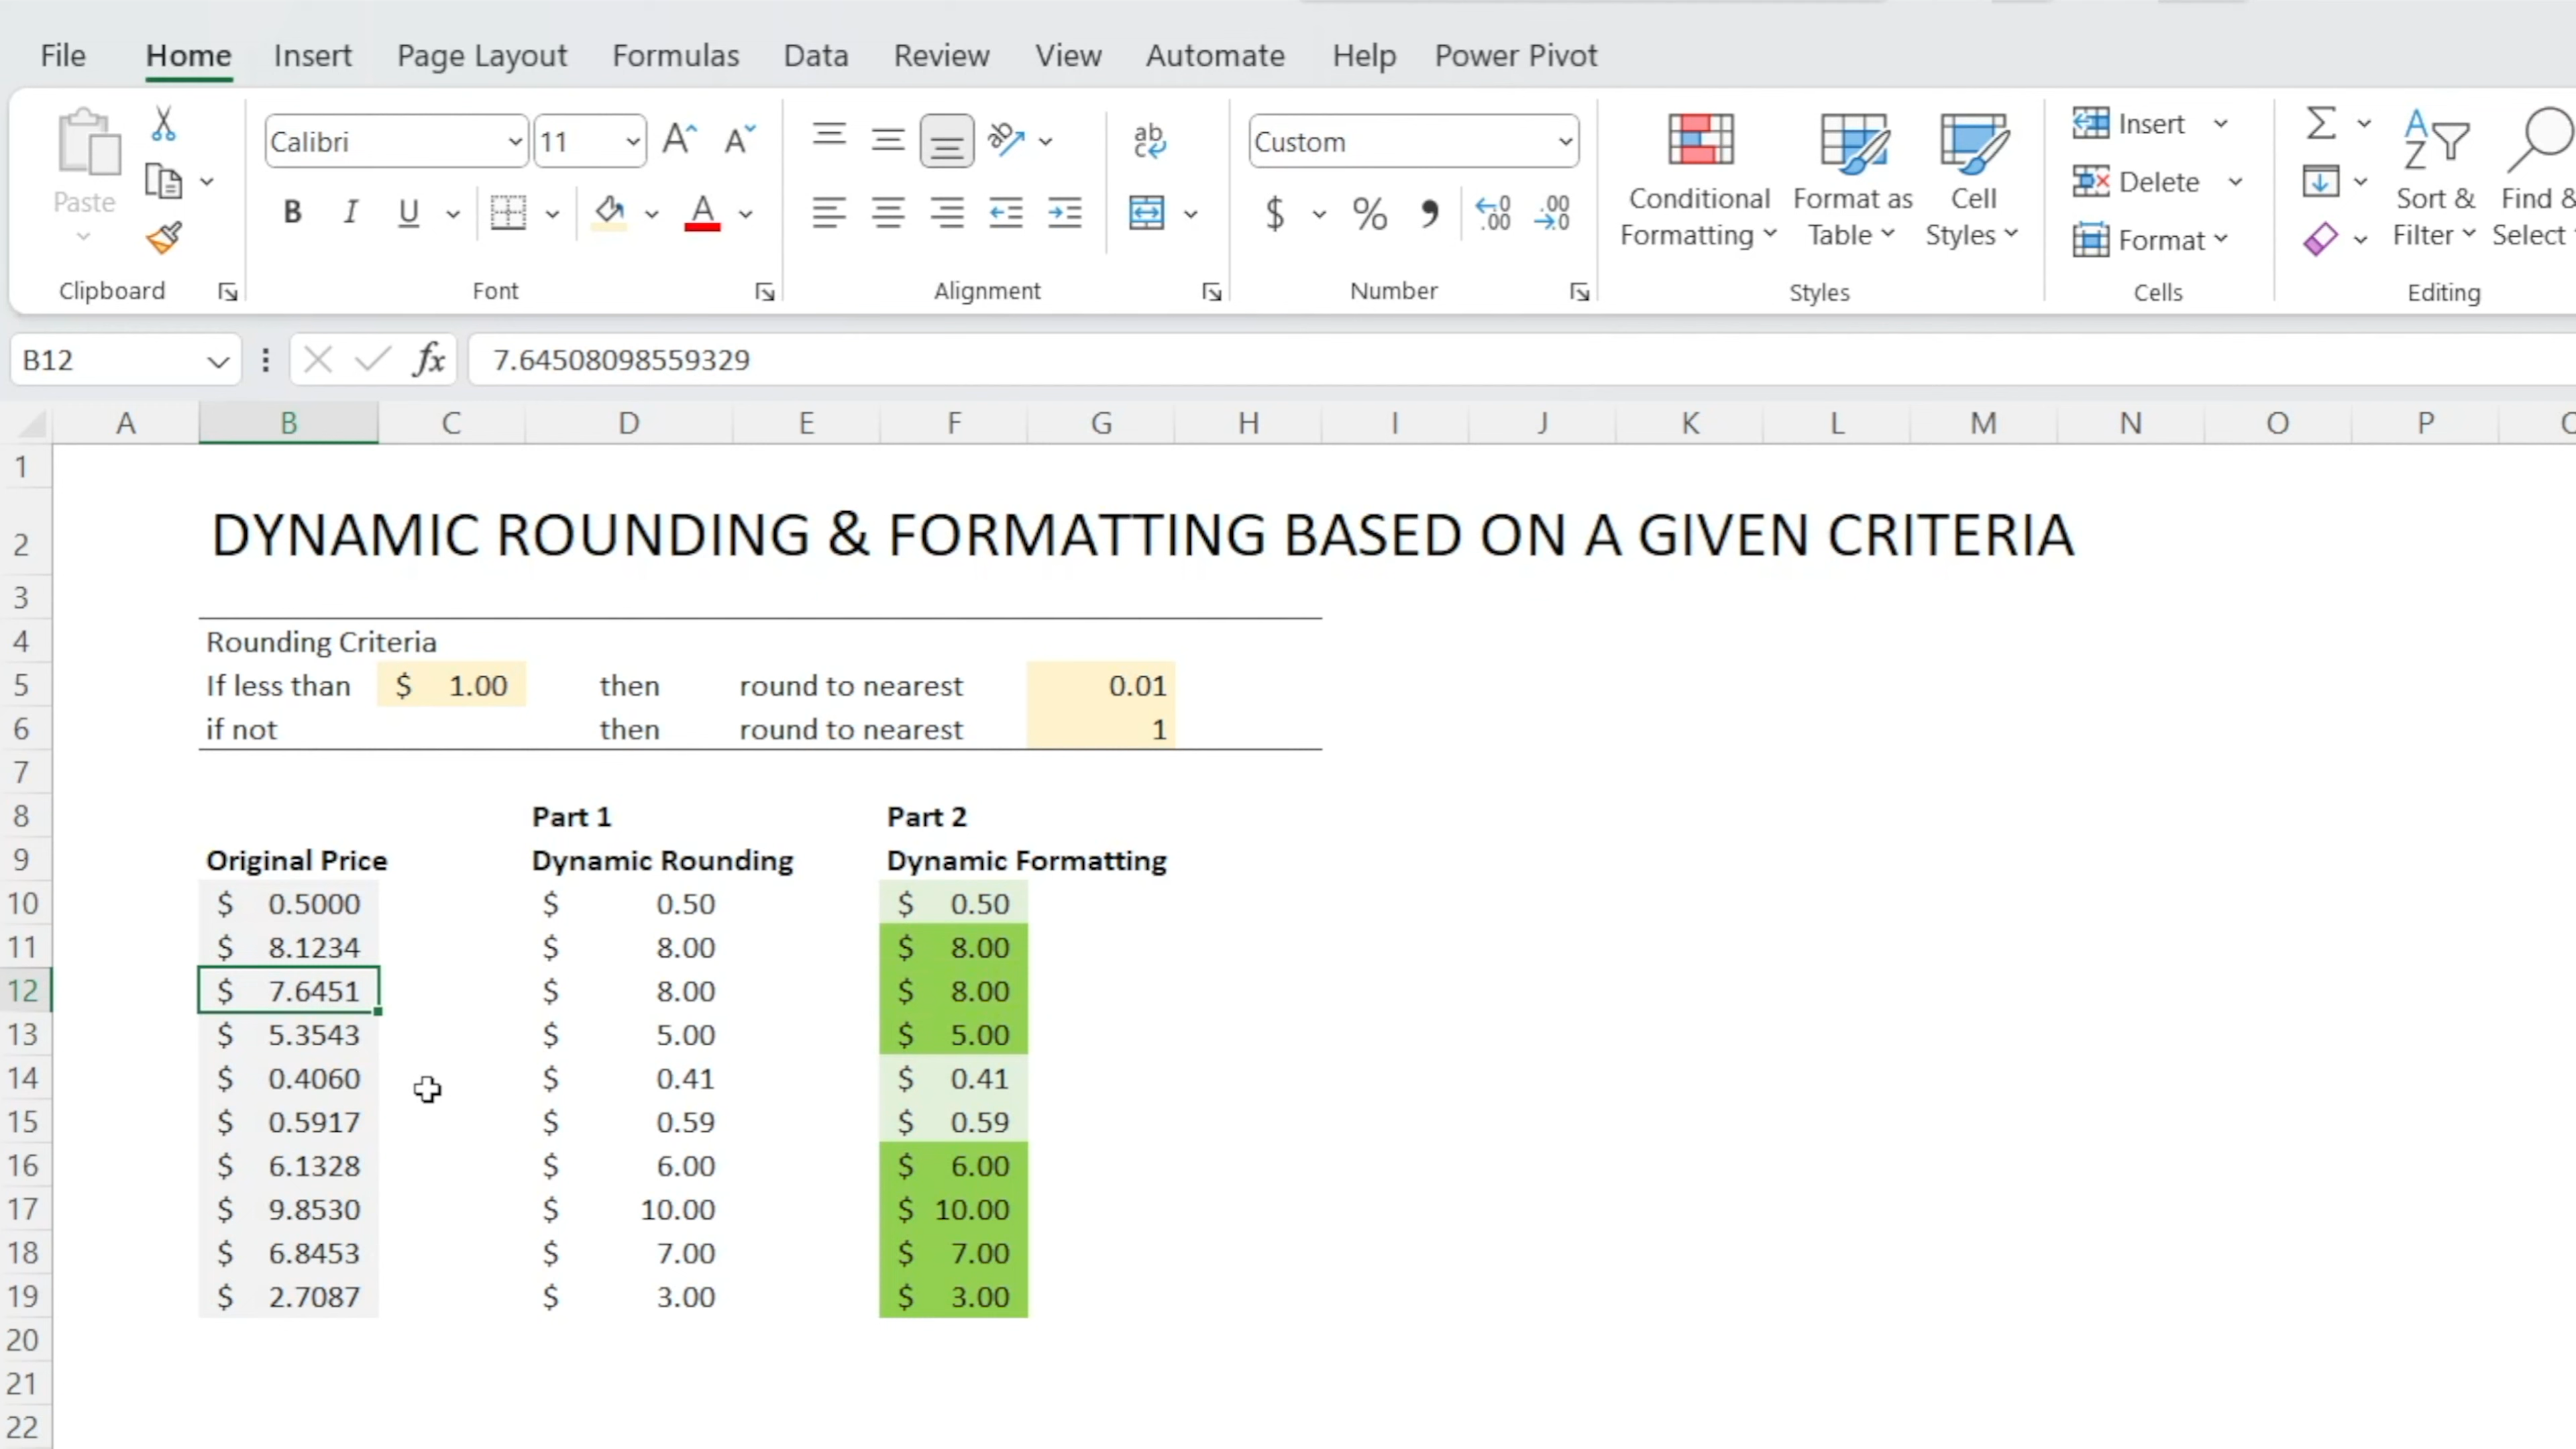 File Home Insert Page Layout Formulas Data Review View Automate Help Power Pivot
Paste
Clipboard
Calibri 11
B I U A
Font
ab
Alignment
Custom
$ % ,
Number
Conditional Formatting
Format as Table
Cell Styles
Styles
Insert
Delete
Format
Cells
Sort & Filter
Find & Select
Editing
B12 fx 7.64508098559329
A B C D E F G H I J K L M N O P
1
2 DYNAMIC ROUNDING & FORMATTING BASED ON A GIVEN CRITERIA
3
4 Rounding Criteria
5 If less than $ 1.00 then round to nearest 0.01
6 if not then round to nearest 1
7
8 Part 1 Part 2
9 Original Price Dynamic Rounding Dynamic Formatting
10 $ 0.5000 $ 0.50 $ 0.50
11 $ 8.1234 $ 8.00 $ 8.00
12 $ 7.6451 $ 8.00 $ 8.00
13 $ 5.3543 $ 5.00 $ 5.00
14 $ 0.4060 $ 0.41 $ 0.41
15 $ 0.5917 $ 0.59 $ 0.59
16 $ 6.1328 $ 6.00 $ 6.00
17 $ 9.8530 $ 10.00 $ 10.00
18 $ 6.8453 $ 7.00 $ 7.00
19 $ 2.7087 $ 3.00 $ 3.00
20
21
22